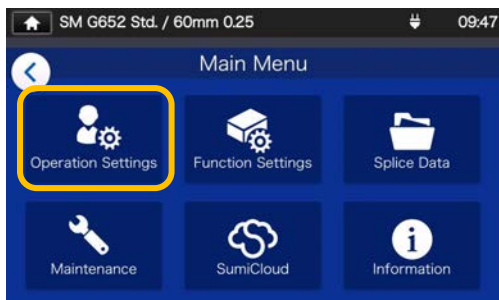 SM G652 Std. / 60mm 0.25 09:47
Main Menu
Operation Settings Function Settings Splice Data
Maintenance SumiCloud Information